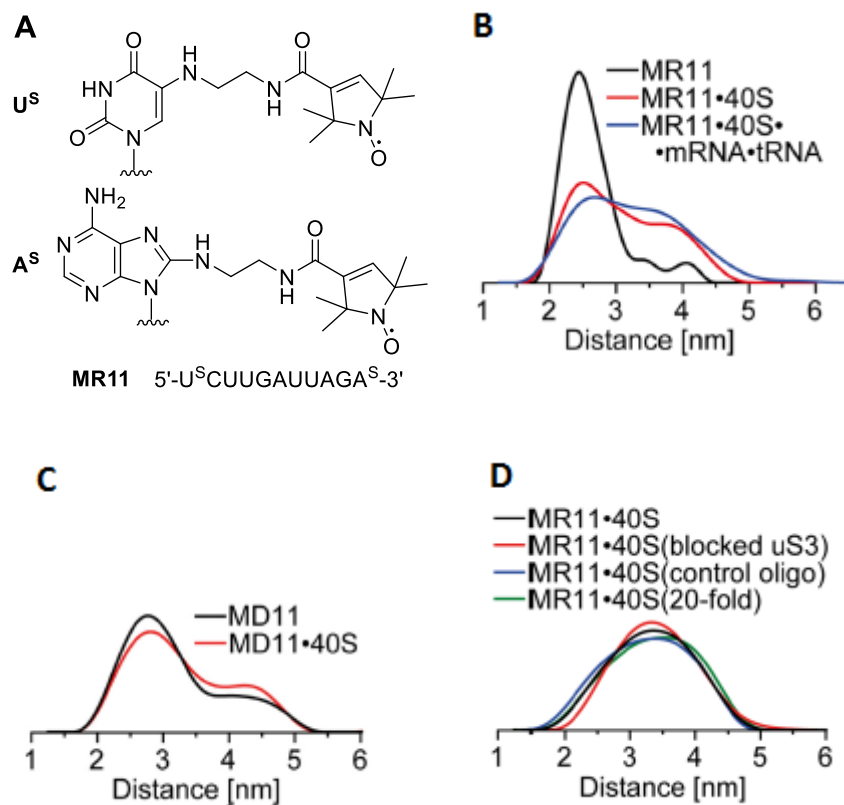 A
U^S
O
HN
O
N
H
N
N
H
O
N
O
A^S
NH2
N
N
N
N
H
N
N
H
O
N
O
MR11 5'-U^SCUUGAUUAGA^S-3'
B
MR11
MR11•40S
MR11•40S•
•mRNA•tRNA
1 2 3 4 5 6
Distance [nm]
C
MD11
MD11•40S
1 2 3 4 5 6
Distance [nm]
D
MR11•40S
MR11•40S(blocked uS3)
MR11•40S(control oligo)
MR11•40S(20-fold)
1 2 3 4 5 6
Distance [nm]